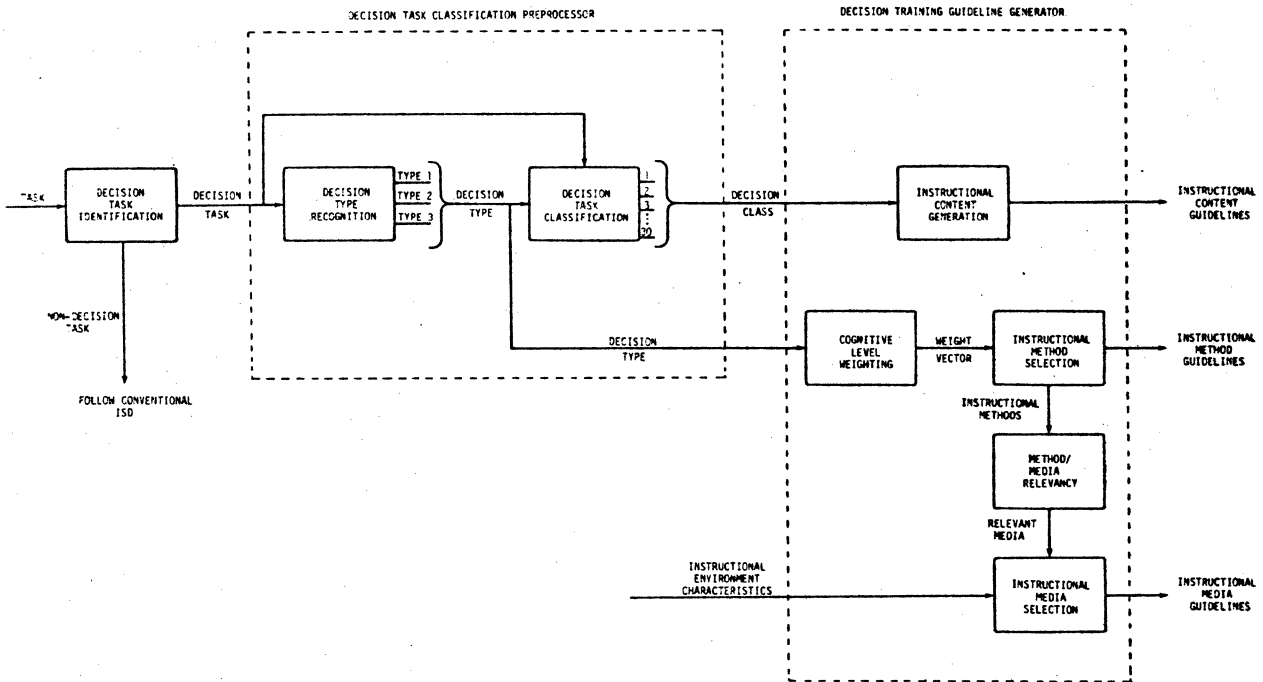 DECISION TASK CLASSIFICATION PREPROCESSOR
DECISION TRAINING GUIDELINE GENERATOR
TASK
DECISION
TASK
IDENTIFICATION
DECISION
TASK
DECISION
TYPE
RECOGNITION
TYPE 1
TYPE 2
TYPE 3
DECISION
TYPE
DECISION
TASK
CLASSIFICATION
1
2
3
⋮
20
DECISION
CLASS
INSTRUCTIONAL
CONTENT
GENERATION
INSTRUCTIONAL
CONTENT
GUIDELINES
NON-DECISION
TASK
FOLLOW CONVENTIONAL
ISD
DECISION
TYPE
COGNITIVE
LEVEL
WEIGHTING
WEIGHT
VECTOR
INSTRUCTIONAL
METHOD
SELECTION
INSTRUCTIONAL
METHOD
GUIDELINES
INSTRUCTIONAL
METHODS
METHOD/
MEDIA
RELEVANCY
RELEVANT
MEDIA
INSTRUCTIONAL
ENVIRONMENT
CHARACTERISTICS
INSTRUCTIONAL
MEDIA
SELECTION
INSTRUCTIONAL
MEDIA
GUIDELINES